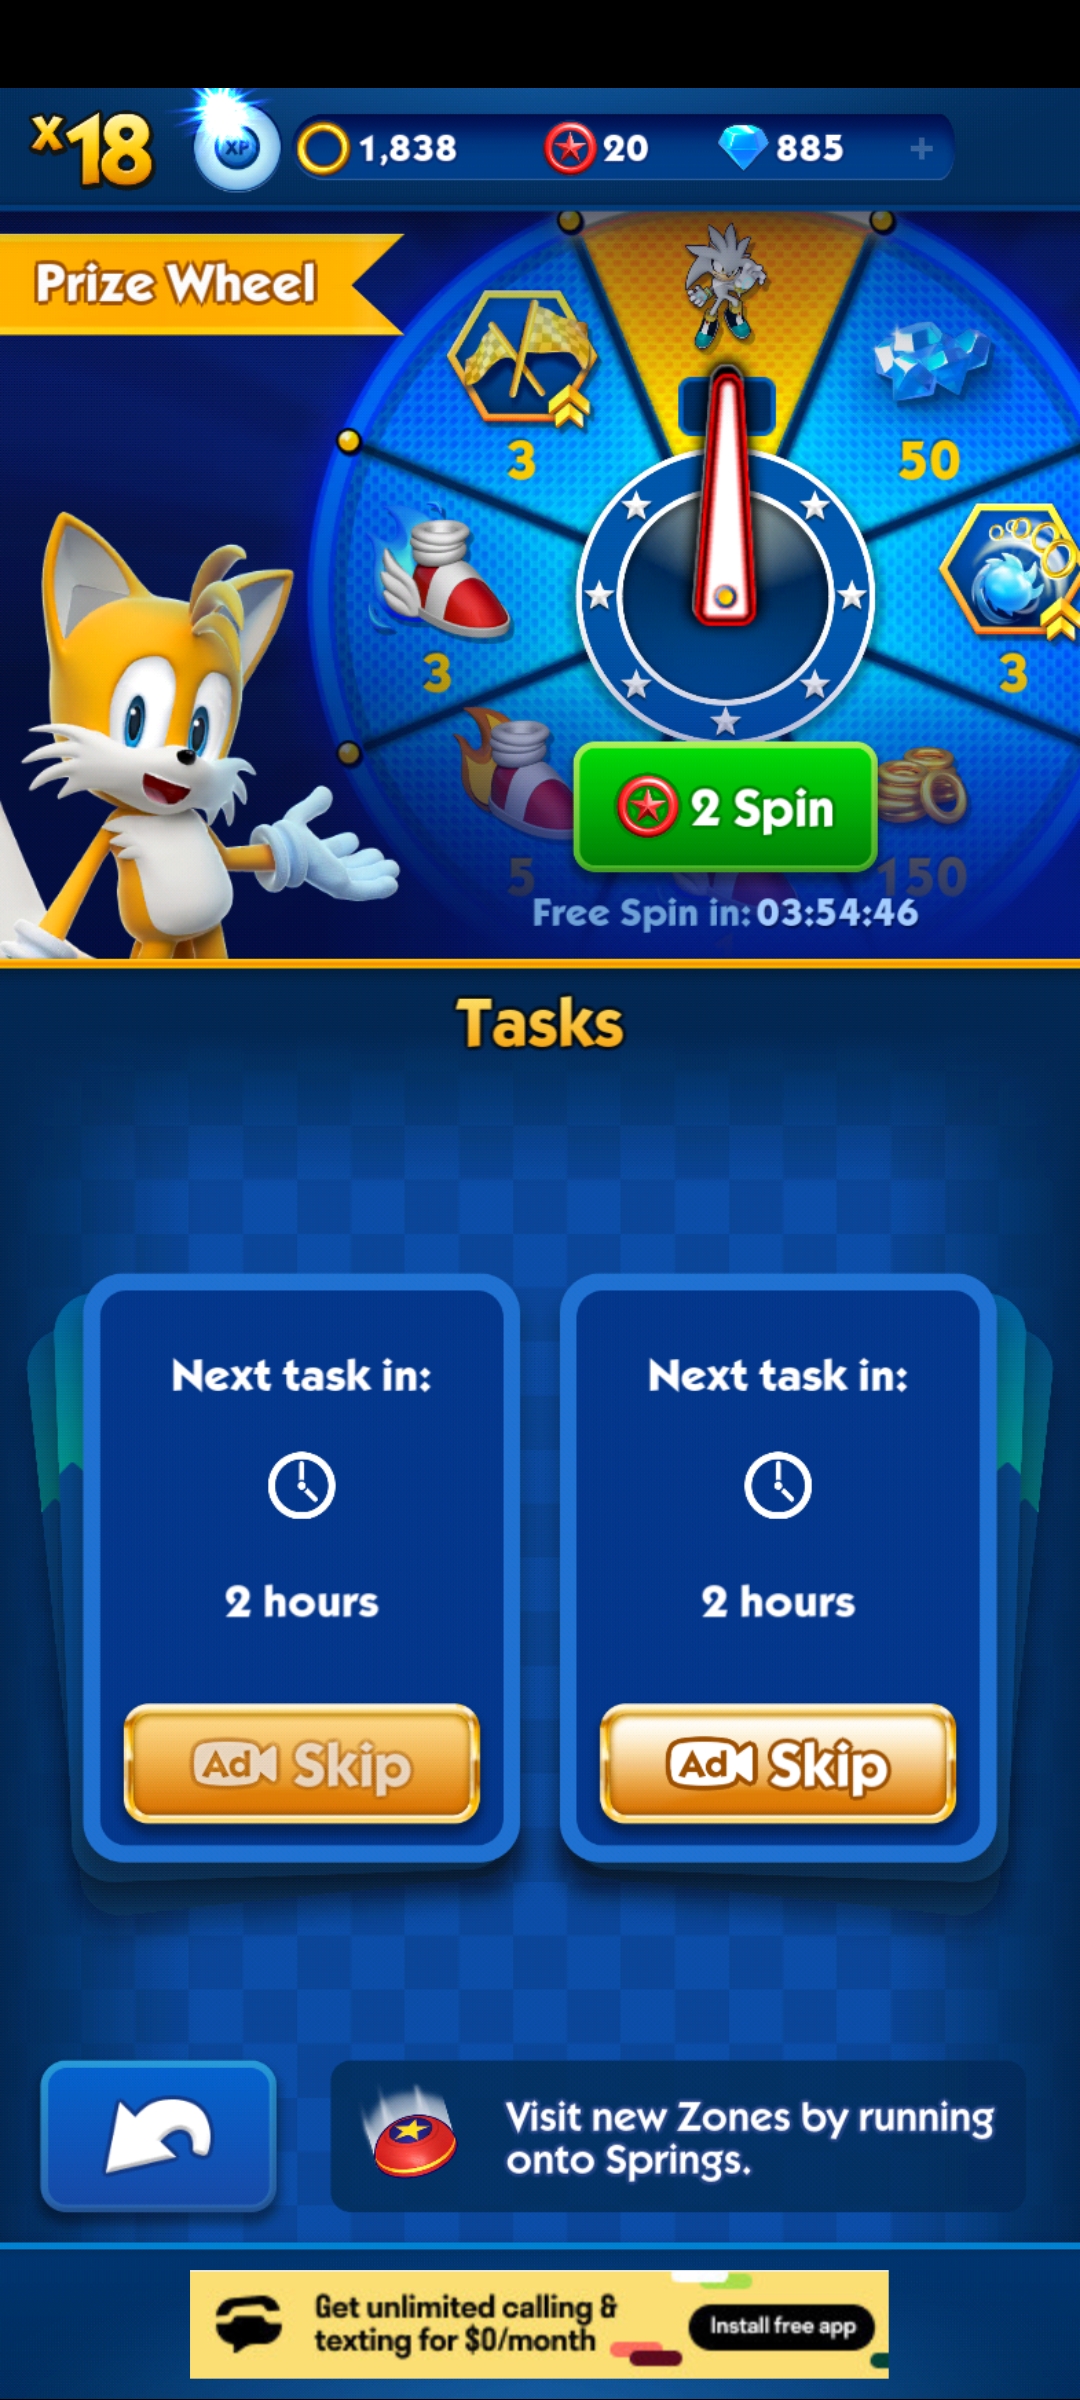 x18
XP
1,838
20
885
+
Prize Wheel
3
50
3
3
2 Spin
5
150
Free Spin in: 03:54:46
Tasks
Next task in:
2 hours
Ad Skip
Next task in:
2 hours
Ad Skip
Visit new Zones by running
onto Springs.
Get unlimited calling &
texting for $0/month
Install free app